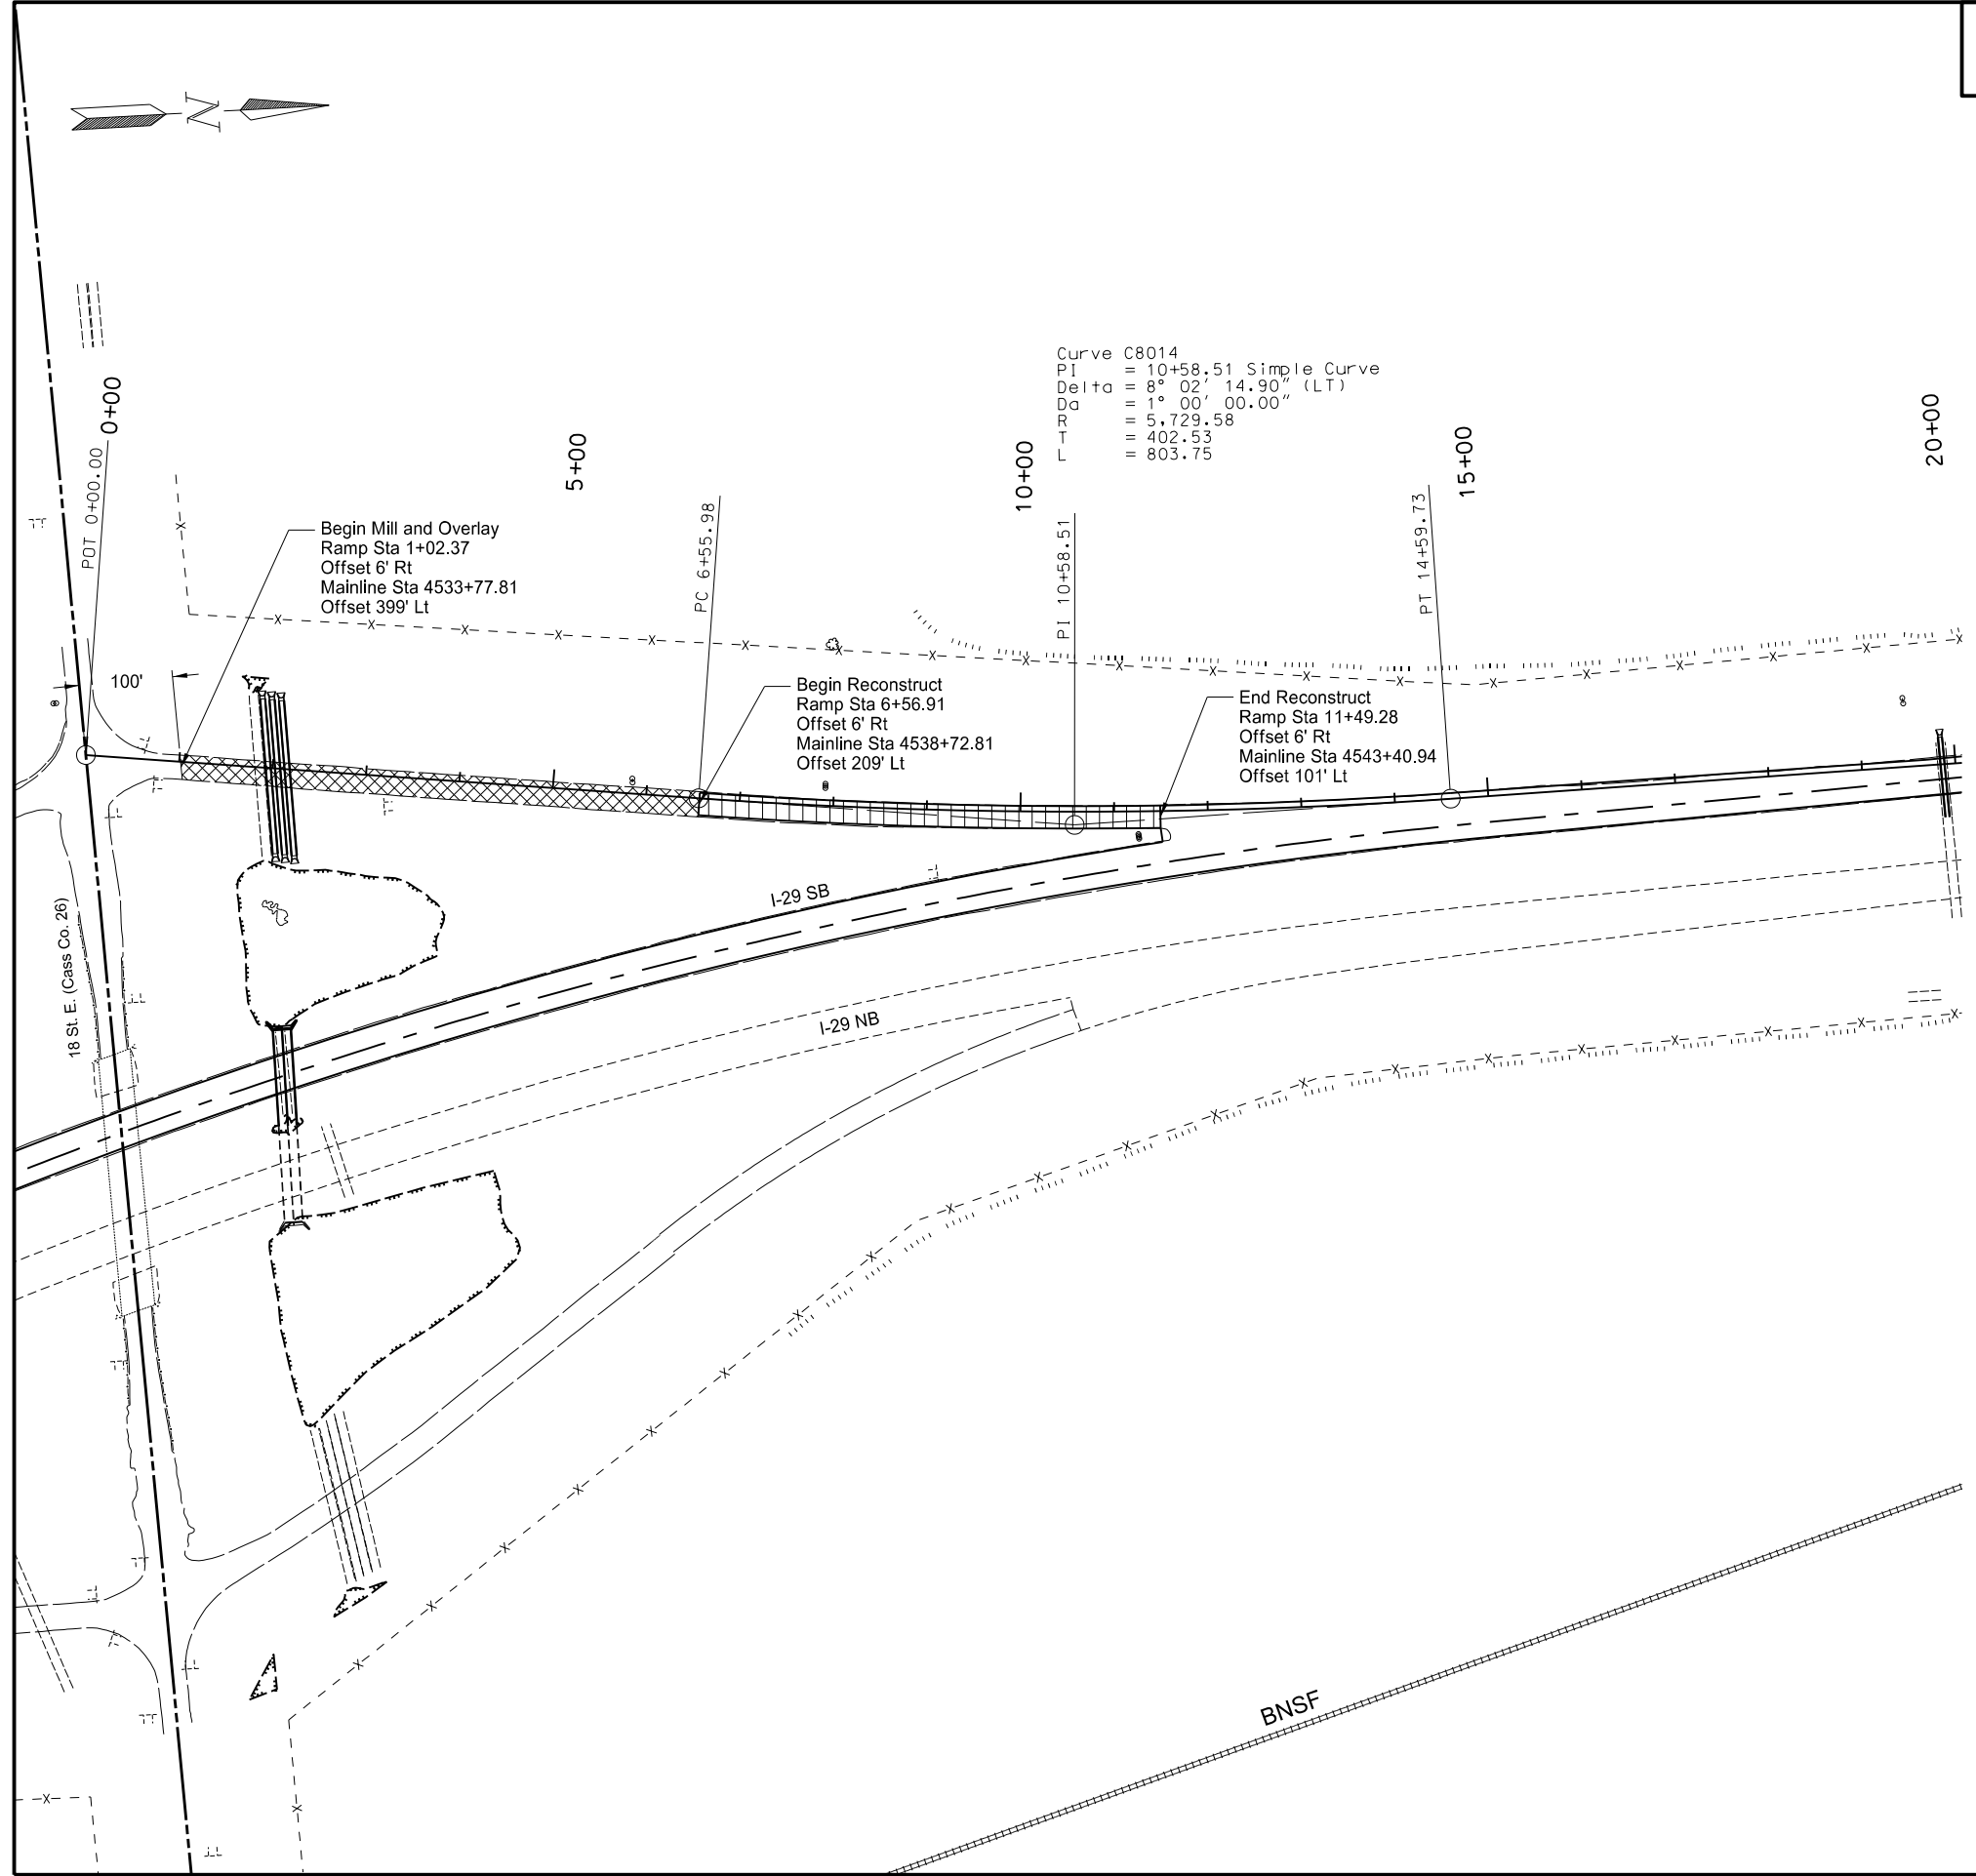 N
Curve C8014
PI = 10+58.51 Simple Curve
Delta = 8° 02' 14.90" (LT)
Da = 1° 00' 00.00"
R = 5,729.58
T = 402.53
L = 803.75
0+00
5+00
10+00
15+00
20+00
POT 0+00.00
PC 6+55.98
PI 10+58.51
PT 14+59.73
Begin Mill and Overlay
Ramp Sta 1+02.37
Offset 6' Rt
Mainline Sta 4533+77.81
Offset 399' Lt
100'
Begin Reconstruct
Ramp Sta 6+56.91
Offset 6' Rt
Mainline Sta 4538+72.81
Offset 209' Lt
End Reconstruct
Ramp Sta 11+49.28
Offset 6' Rt
Mainline Sta 4543+40.94
Offset 101' Lt
I-29 SB
18 St. E. (Cass Co. 26)
I-29 NB
BNSF